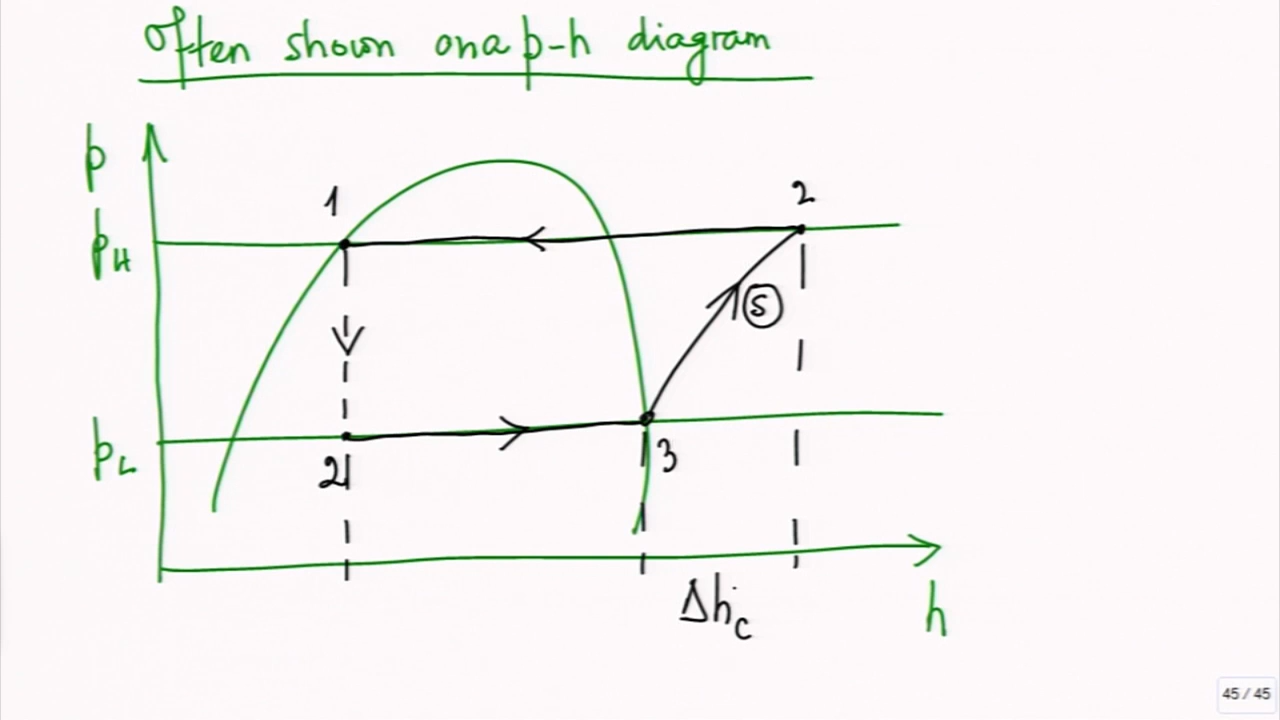 Often shown on a p-h diagram
p
1
2
pH
S
pL
2
3
Δhc
h
45 / 45